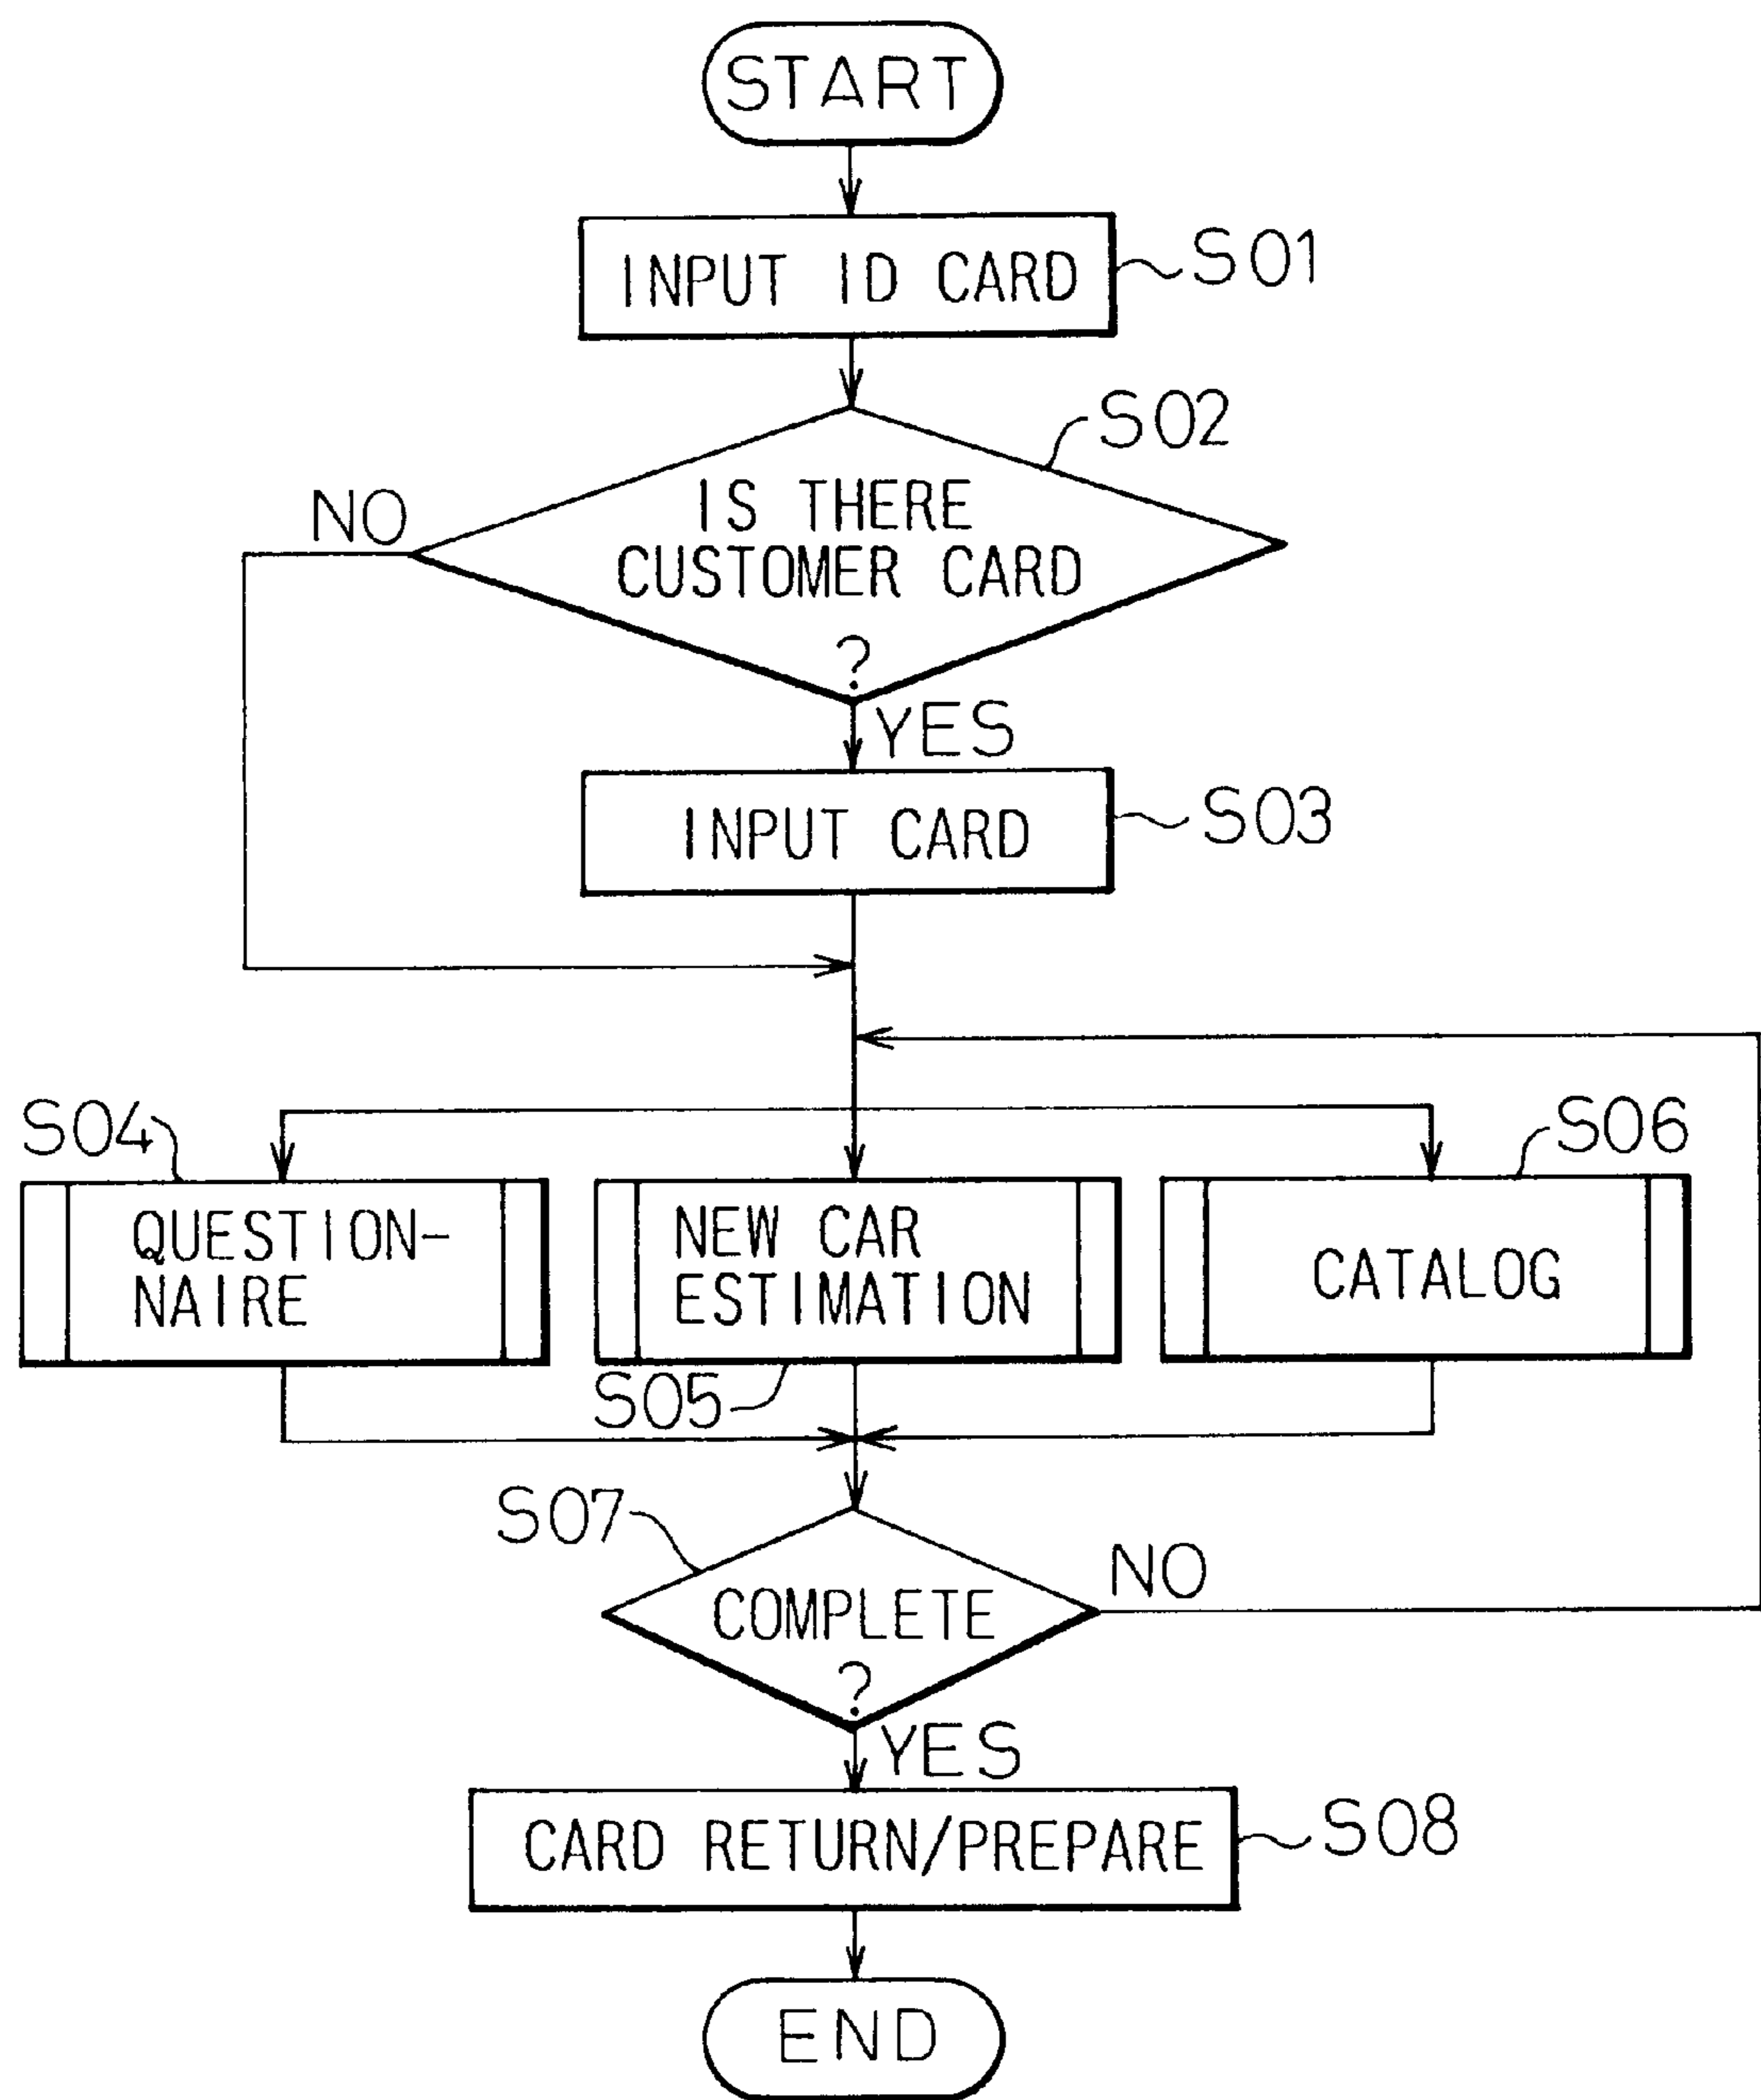 START
INPUT ID CARD
S01
S02
NO
IS THERE
CUSTOMER CARD
?
YES
INPUT CARD
S03
S04
S06
QUESTION-
NAIRE
NEW CAR
ESTIMATION
CATALOG
S05
S07
NO
COMPLETE
?
YES
CARD RETURN/PREPARE
S08
END